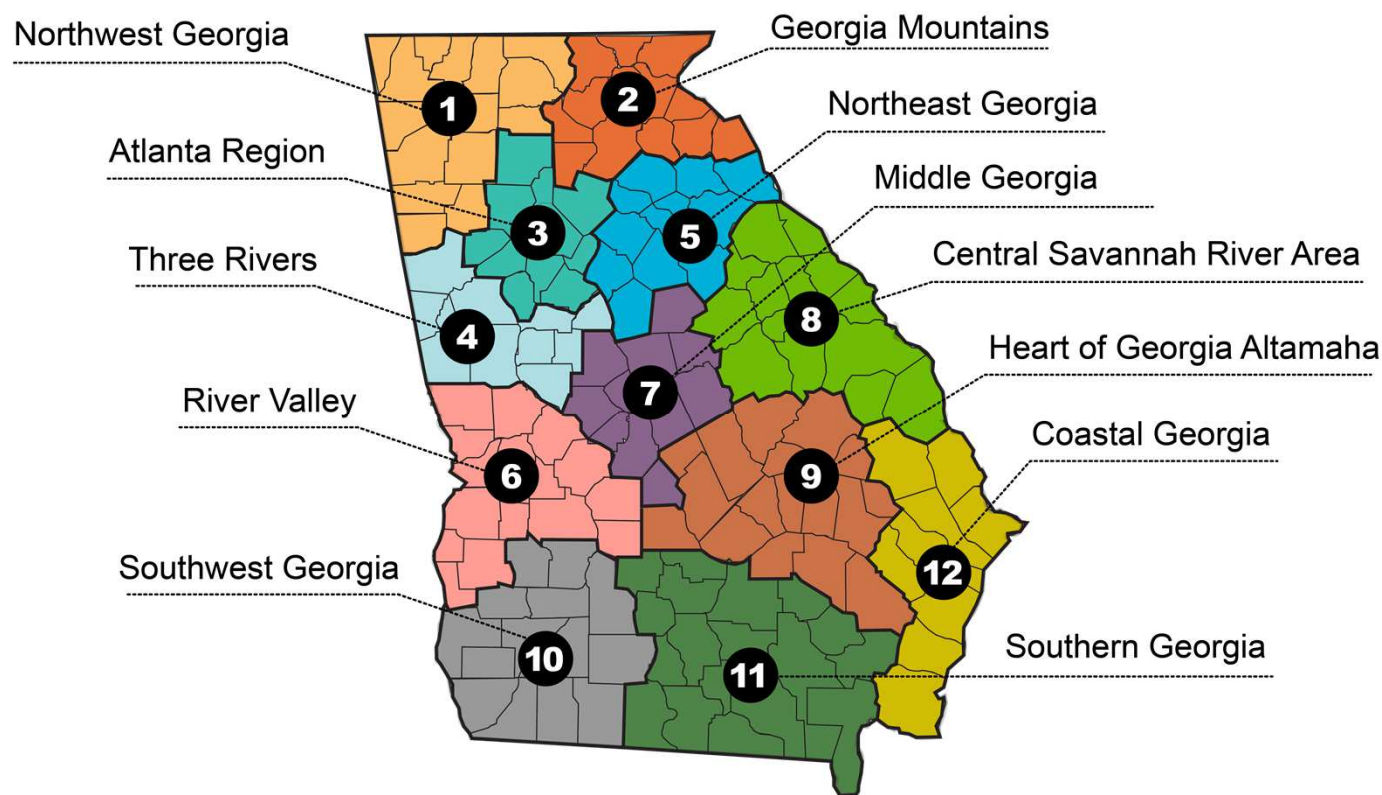 Northwest Georgia
Georgia Mountains
Northeast Georgia
Atlanta Region
Middle Georgia
Three Rivers
Central Savannah River Area
Heart of Georgia Altamaha
River Valley
Coastal Georgia
Southwest Georgia
Southern Georgia
1
2
3
5
4
8
7
6
9
12
10
11